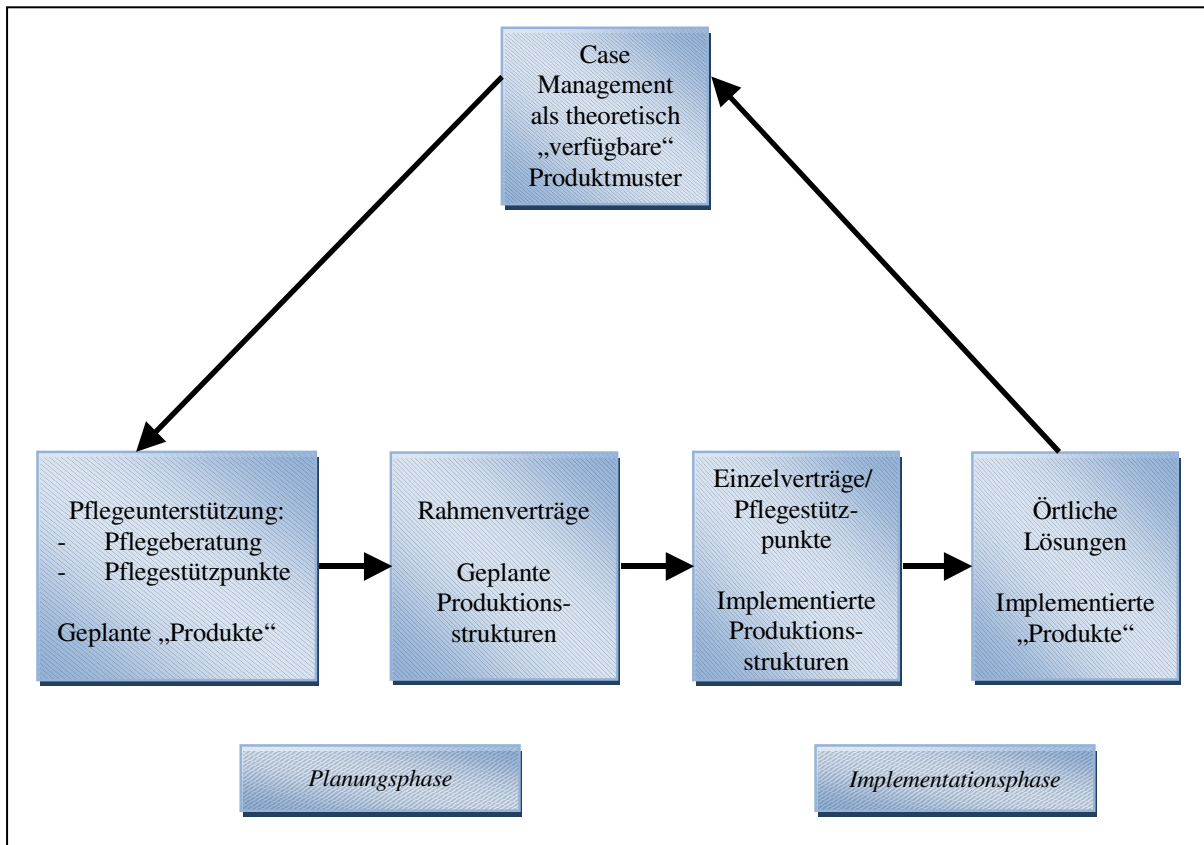 Case
Management
als theoretisch
„verfügbare“
Produktmuster
Pflegeunterstützung:
- Pflegeberatung
- Pflegestützpunkte
Geplante „Produkte“
Rahmenverträge
Geplante
Produktions-
strukturen
Einzelverträge/
Pflegestütz-
punkte
Implementierte
Produktions-
strukturen
Örtliche
Lösungen
Implementierte
„Produkte“
Planungsphase
Implementationsphase